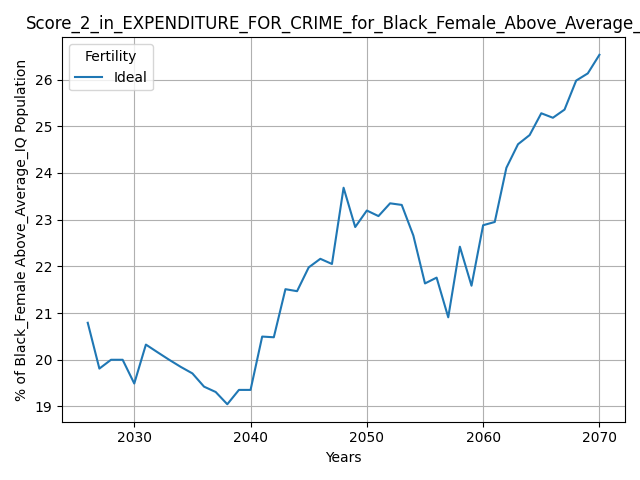 Score_2_in_EXPENDITURE_FOR_CRIME_for_Black_Female_Above_Average_
% of Black_Female Above_Average_IQ Population
Fertility
Ideal
26
25
24
23
22
21
20
19
2030 2040 2050 2060 2070
Years